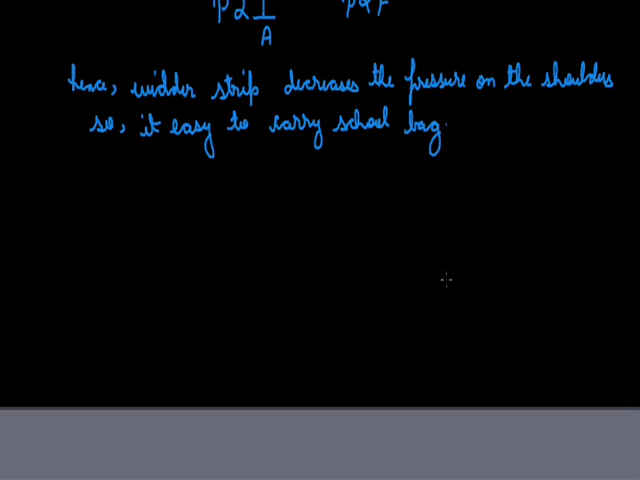 P α 1/A P α F
hence, widder strip decreases the pressure on the shoulders
so, it easy to carry school bag.